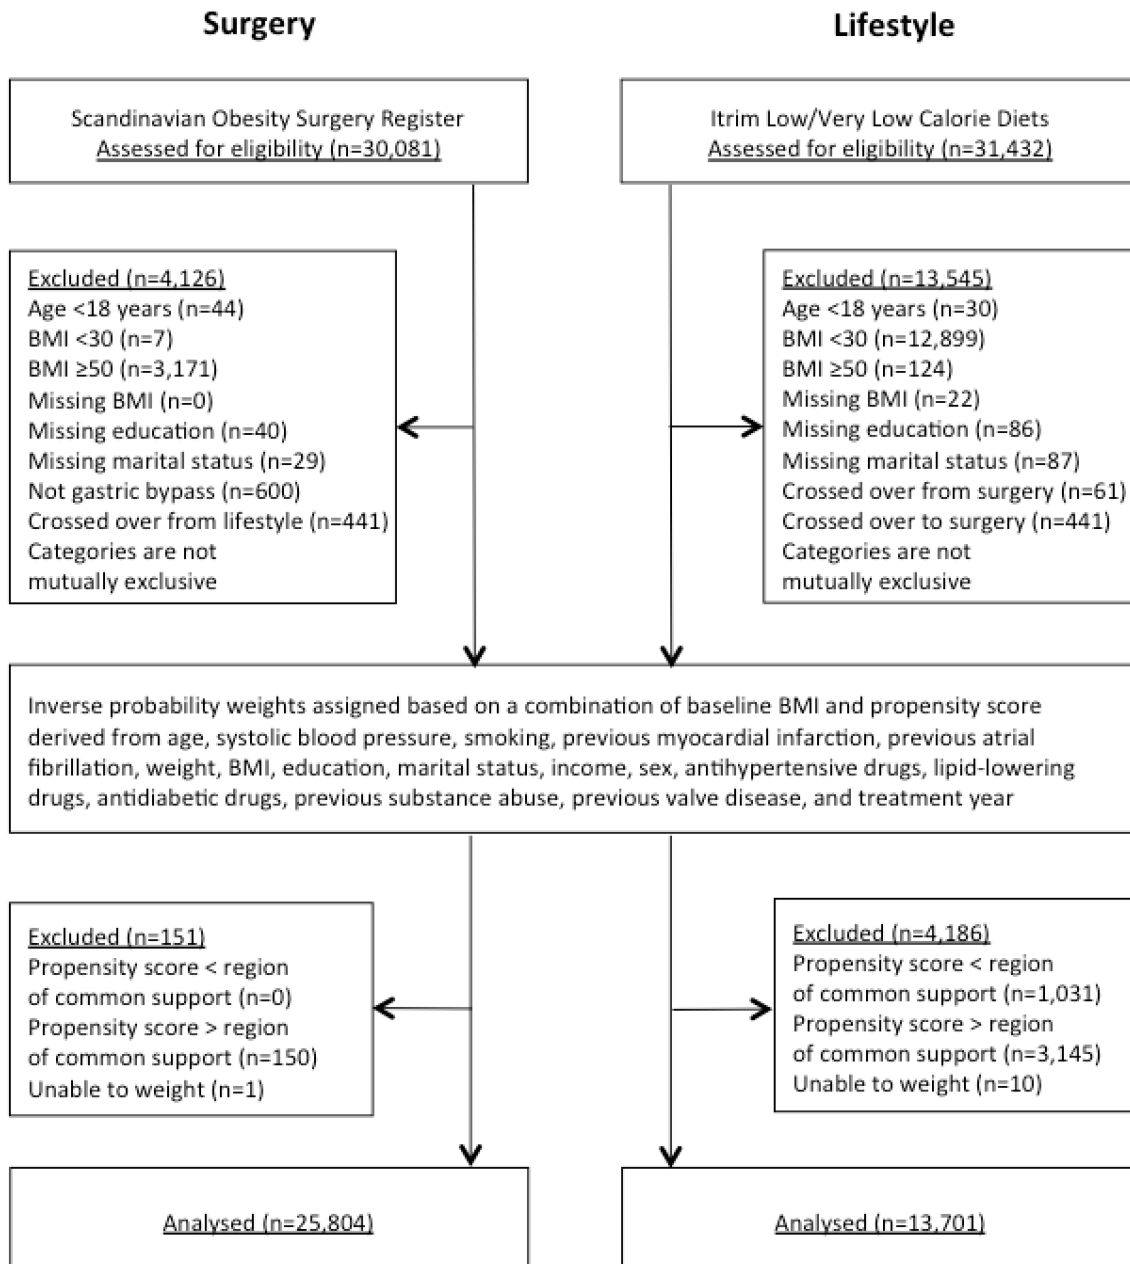 Surgery
Lifestyle
Scandinavian Obesity Surgery Register
Assessed for eligibility (n=30,081)
Itrim Low/Very Low Calorie Diets
Assessed for eligibility (n=31,432)
Excluded (n=4,126)
Age <18 years (n=44)
BMI <30 (n=7)
BMI ≥50 (n=3,171)
Missing BMI (n=0)
Missing education (n=40)
Missing marital status (n=29)
Not gastric bypass (n=600)
Crossed over from lifestyle (n=441)
Categories are not
mutually exclusive
Excluded (n=13,545)
Age <18 years (n=30)
BMI <30 (n=12,899)
BMI ≥50 (n=124)
Missing BMI (n=22)
Missing education (n=86)
Missing marital status (n=87)
Crossed over from surgery (n=61)
Crossed over to surgery (n=441)
Categories are not
mutually exclusive
Inverse probability weights assigned based on a combination of baseline BMI and propensity score
derived from age, systolic blood pressure, smoking, previous myocardial infarction, previous atrial
fibrillation, weight, BMI, education, marital status, income, sex, antihypertensive drugs, lipid-lowering
drugs, antidiabetic drugs, previous substance abuse, previous valve disease, and treatment year
Excluded (n=151)
Propensity score < region
of common support (n=0)
Propensity score > region
of common support (n=150)
Unable to weight (n=1)
Excluded (n=4,186)
Propensity score < region
of common support (n=1,031)
Propensity score > region
of common support (n=3,145)
Unable to weight (n=10)
Analysed (n=25,804)
Analysed (n=13,701)